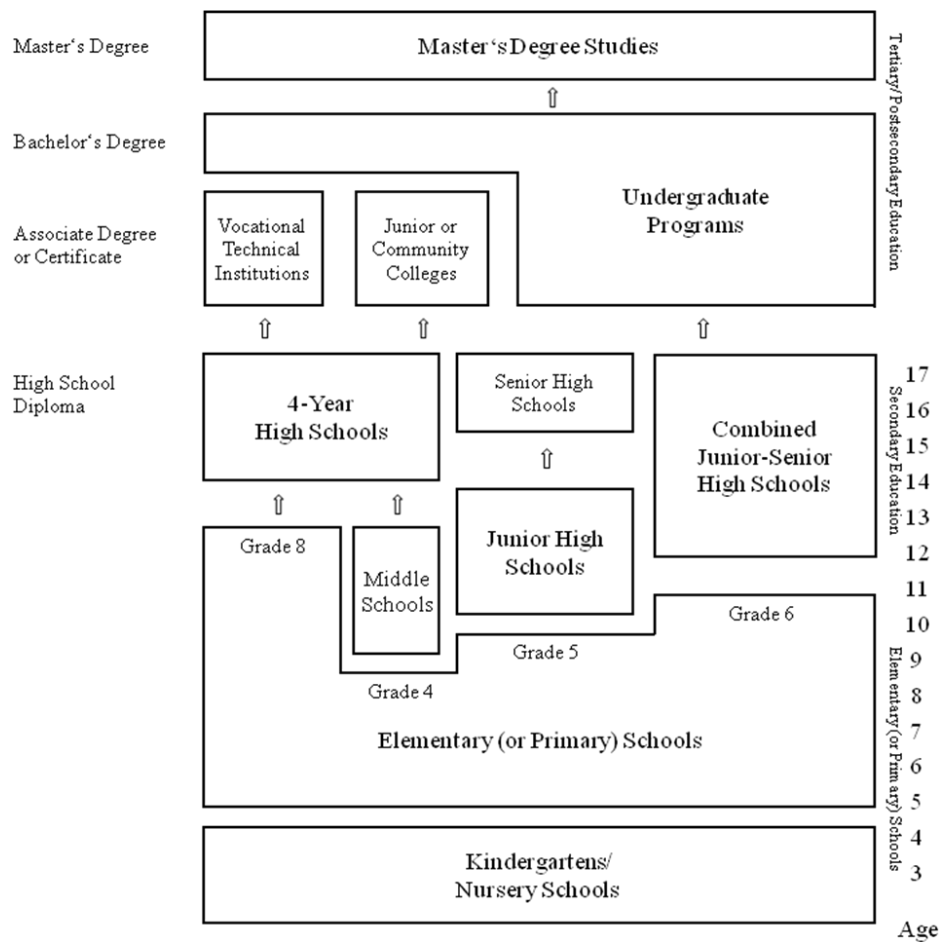 Master‘s Degree
Master‘s Degree Studies
Tertiary/Postsecondary Education
Bachelor‘s Degree
Undergraduate
Programs
Associate Degree
or Certificate
Vocational
Technical
Institutions
Junior or
Community
Colleges
High School
Diploma
4-Year
High Schools
Senior High
Schools
Combined
Junior-Senior
High Schools
Secondary Education
17
16
15
14
13
12
11
10
9
8
7
6
5
4
3
Age
Grade 8
Middle
Schools
Junior High
Schools
Grade 4
Grade 5
Grade 6
Elementary (or Primary) Schools
Elementary (or Primary) Schools
Kindergartens/
Nursery Schools